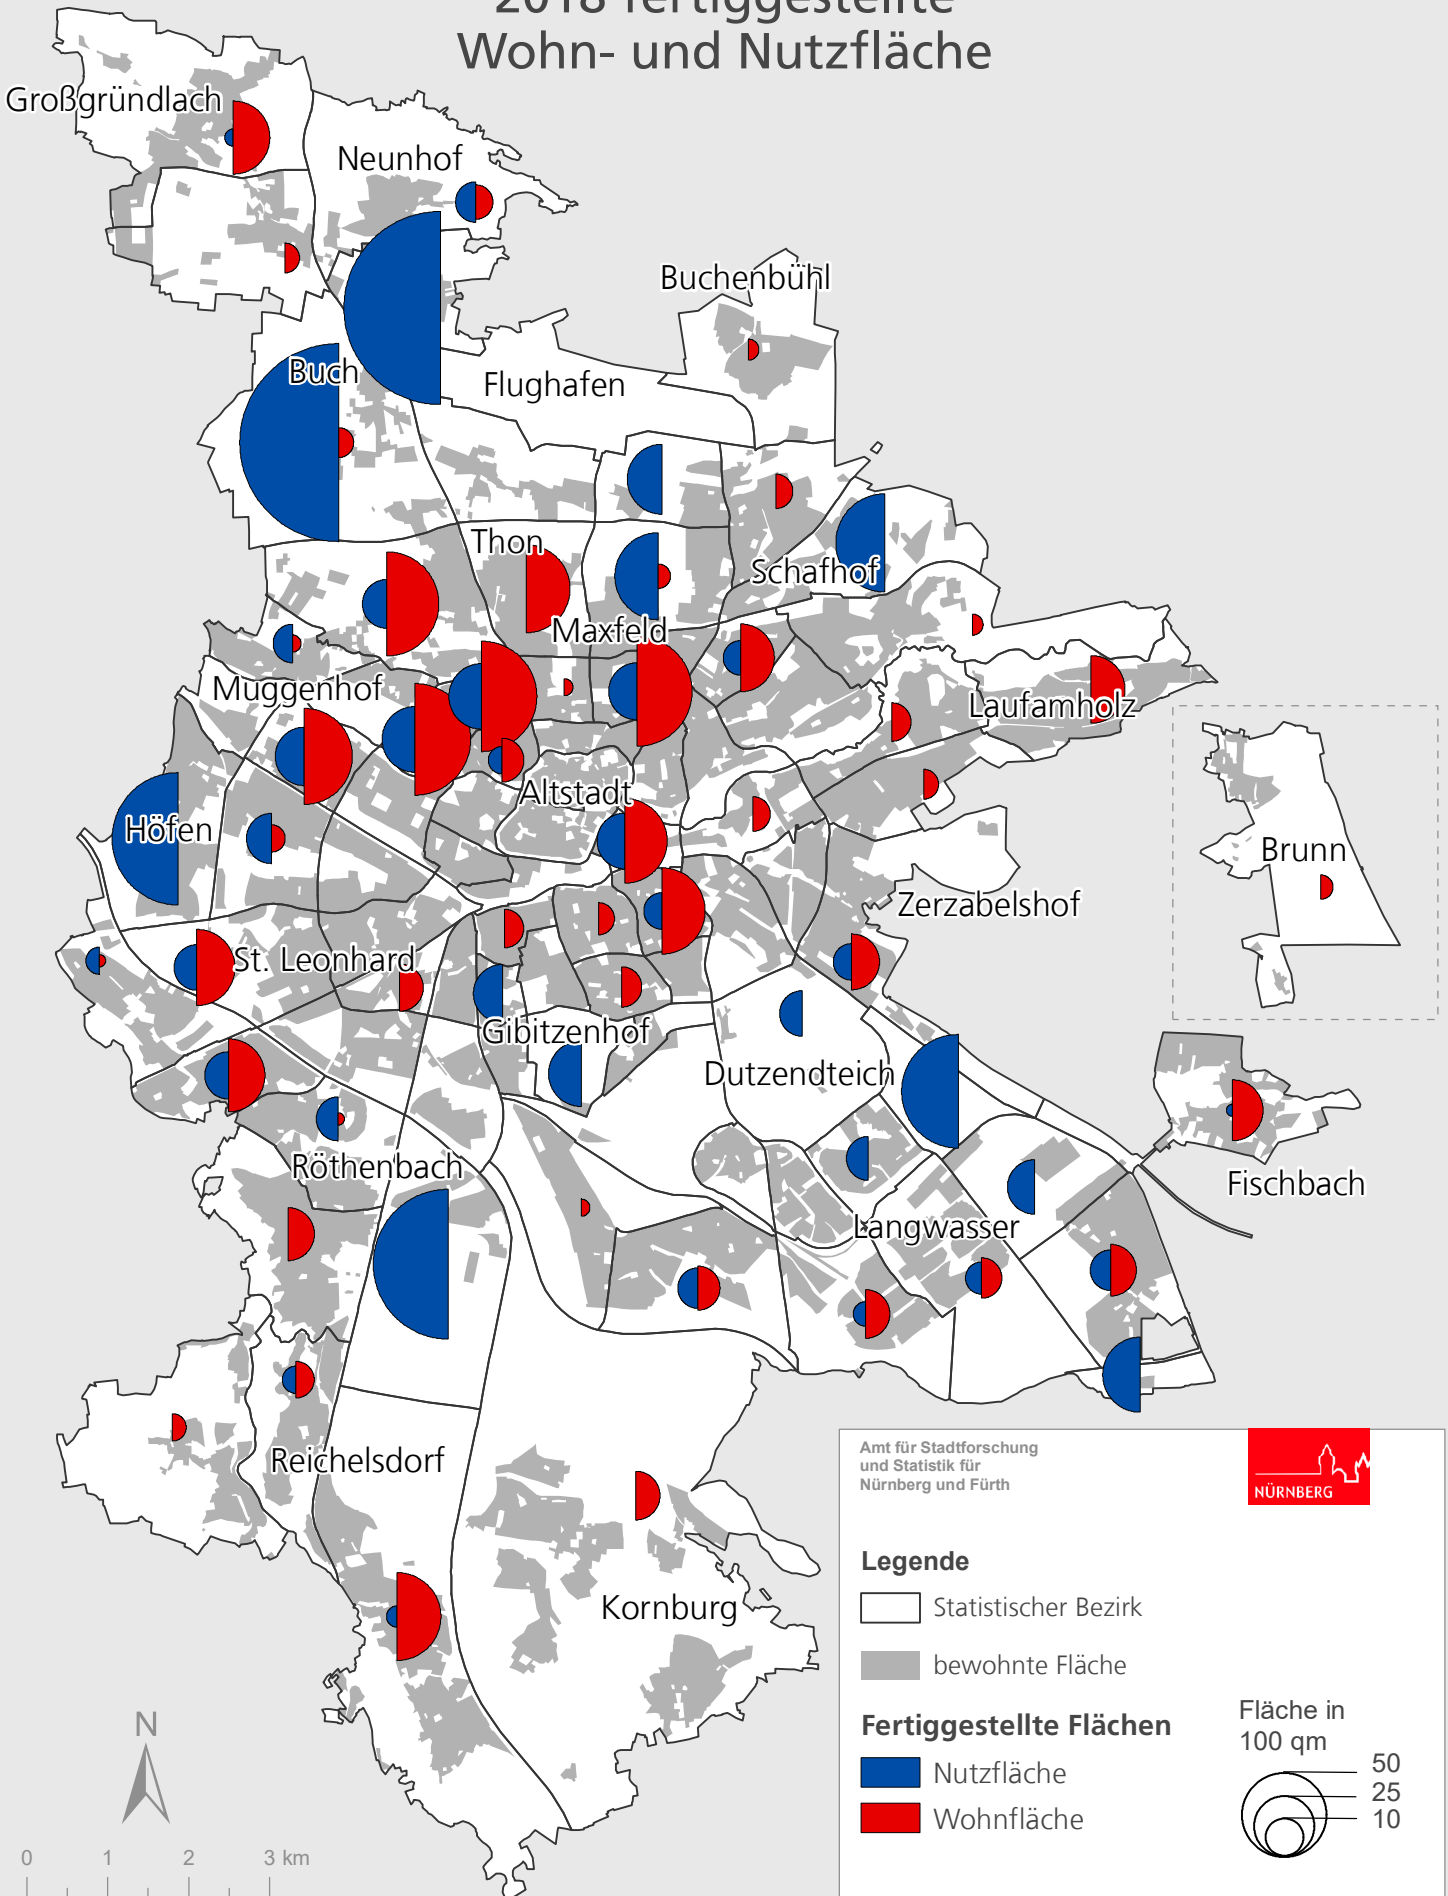 2018 fertiggestellte
Wohn- und Nutzfläche
Großgründlach
Neunhof
Buchenbühl
Buch
Flughafen
Thon
Schafhof
Maxfeld
Muggenhof
Laufamholz
Altstadt
Höfen
Brunn
Zerzabelshof
St. Leonhard
Gibitzenhof
Dutzendteich
Röthenbach
Fischbach
Langwasser
Reichelsdorf
Kornburg
Amt für Stadtforschung
und Statistik für
Nürnberg und Fürth
NÜRNBERG
Legende
Statistischer Bezirk
bewohnte Fläche
Fertiggestellte Flächen
Nutzfläche
Wohnfläche
Fläche in
100 qm
50
25
10
N
0 1 2 3 km